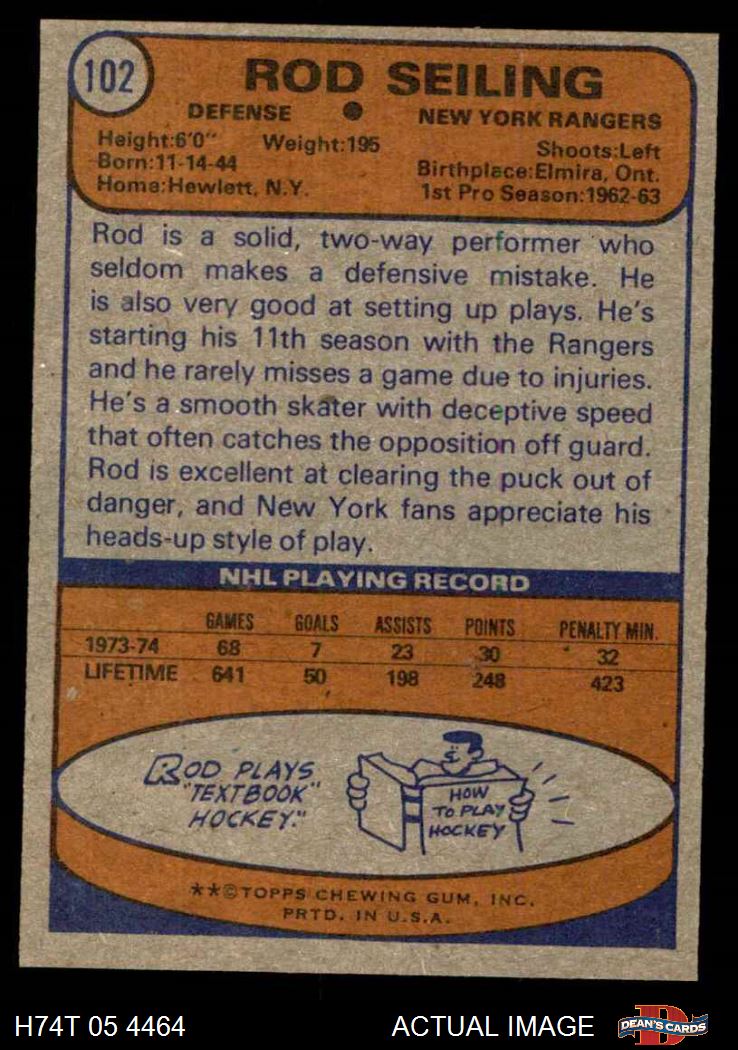 102
ROD SEILING
DEFENSE • NEW YORK RANGERS
Height:6'0" Weight:195 Shoots:Left
Born:11-14-44 Birthplace:Elmira, Ont.
Home:Hewlett, N.Y. 1st Pro Season:1962-63
Rod is a solid, two-way performer who
seldom makes a defensive mistake. He
is also very good at setting up plays. He's
starting his 11th season with the Rangers
and he rarely misses a game due to injuries.
He's a smooth skater with deceptive speed
that often catches the opposition off guard.
Rod is excellent at clearing the puck out of
danger, and New York fans appreciate his
heads-up style of play.
NHL PLAYING RECORD
GAMES GOALS ASSISTS POINTS PENALTY MIN.
1973-74 68 7 23 30 32
LIFETIME 641 50 198 248 423
ROD PLAYS
"TEXTBOOK"
HOCKEY."
HOW
TO PLAY
HOCKEY
**©TOPPS CHEWING GUM, INC.
PRTD. IN U.S.A.
H74T 05 4464 ACTUAL IMAGE
D
DEAN'S CARDS